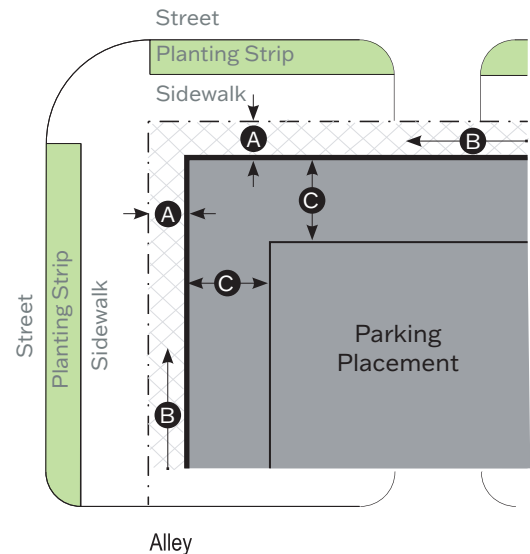 Street
Planting Strip
Sidewalk
A
B
A
C
C
Street
Planting Strip
Sidewalk
Parking
Placement
B
Alley